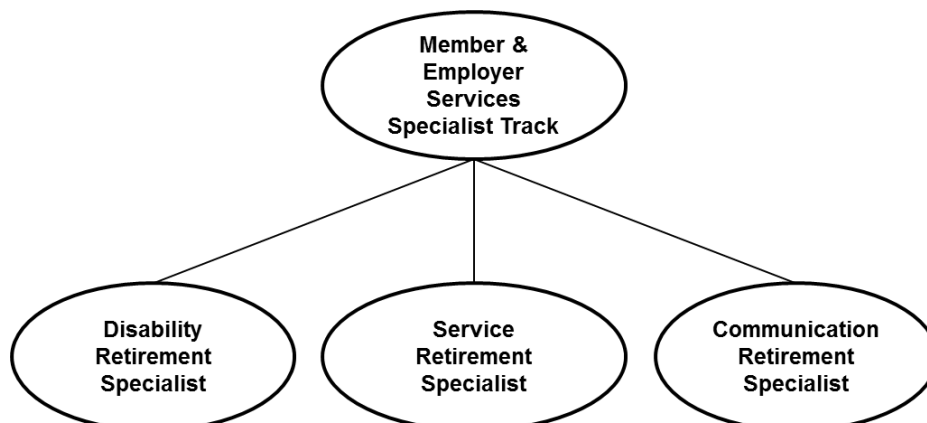 Member &
Employer
Services
Specialist Track
Disability
Retirement
Specialist
Service
Retirement
Specialist
Communication
Retirement
Specialist